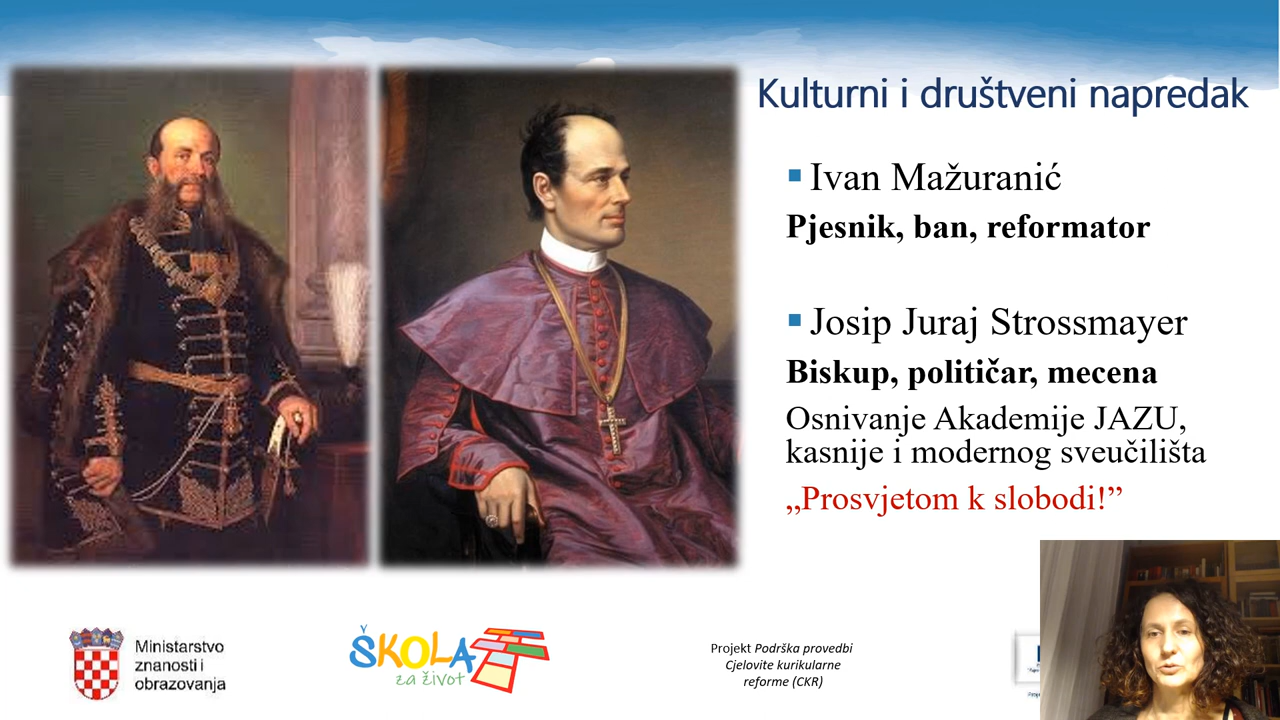 Kulturni i društveni napredak
▪ Ivan Mažuranić
Pjesnik, ban, reformator
▪ Josip Juraj Strossmayer
Biskup, političar, mecena
Osnivanje Akademije JAZU,
kasnije i modernog sveučilišta
„Prosvjetom k slobodi!”
Ministarstvo
znanosti i
obrazovanja
ŠKOLA
za život
Projekt Podrška provedbi
Cjelovite kurikularne
reforme (CKR)